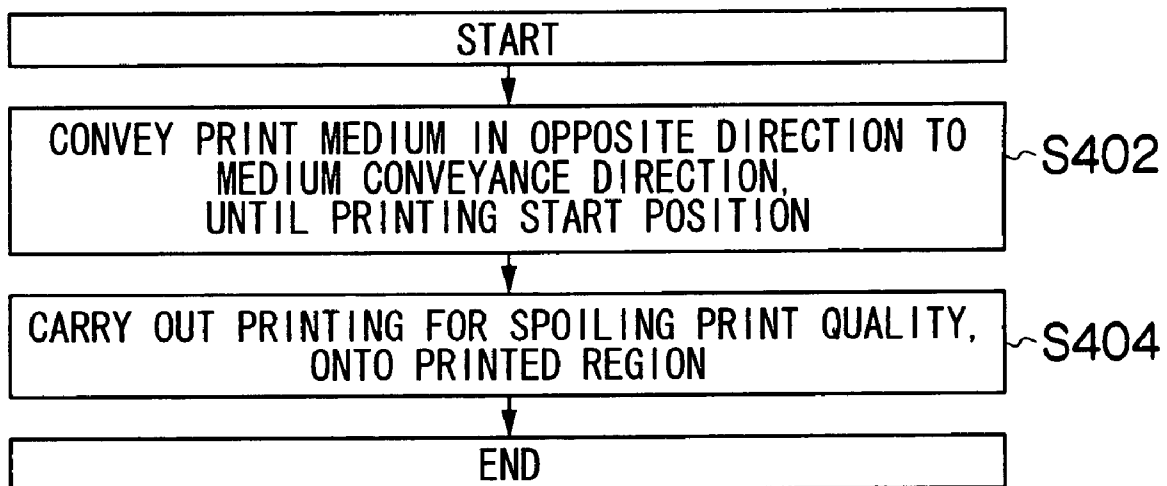 START
CONVEY PRINT MEDIUM IN OPPOSITE DIRECTION TO
MEDIUM CONVEYANCE DIRECTION,
UNTIL PRINTING START POSITION
S402
CARRY OUT PRINTING FOR SPOILING PRINT QUALITY,
ONTO PRINTED REGION
S404
END